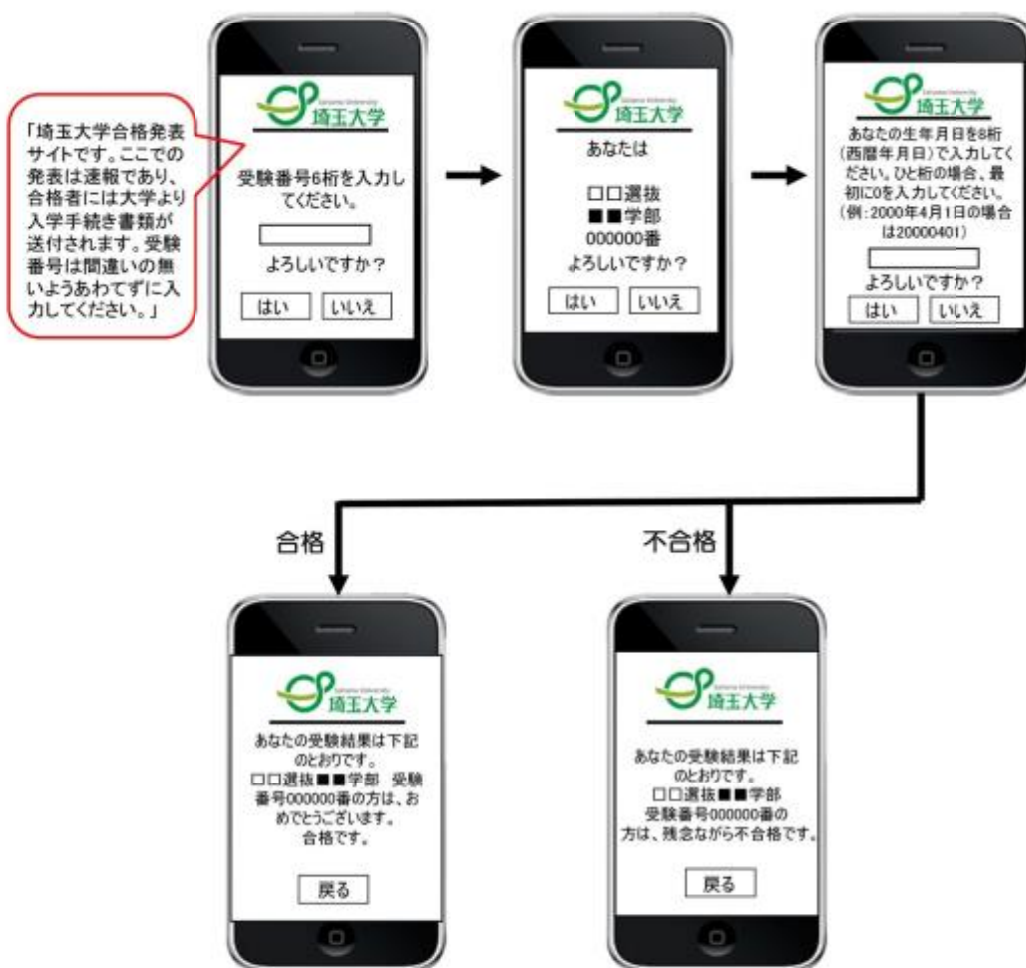 「埼玉大学合格発表
サイトです。ここでの
発表は速報であり、
合格者には大学より
入学手続き書類が
送付されます。受験
番号は間違いの無
いようあわてずに入
力してください。」
Saitama University
埼玉大学
受験番号6桁を入力し
てください。
よろしいですか？
はい いいえ
Saitama University
埼玉大学
あなたは
□□選抜
■■学部
000000番
よろしいですか？
はい いいえ
Saitama University
埼玉大学
あなたの生年月日を8桁
（西暦年月日）で入力してく
ださい。ひと桁の場合、最
初に0を入力してください。
（例：2000年4月1日の場合
は20000401）
よろしいですか？
はい いいえ
合格
不合格
Saitama University
埼玉大学
あなたの受験結果は下記
のとおりです。
□□選抜■■学部 受験
番号000000番の方は、お
めでとうございます。
合格です。
戻る
Saitama University
埼玉大学
あなたの受験結果は下記
のとおりです。
□□選抜■■学部
受験番号000000番の
方は、残念ながら不合格です。
戻る